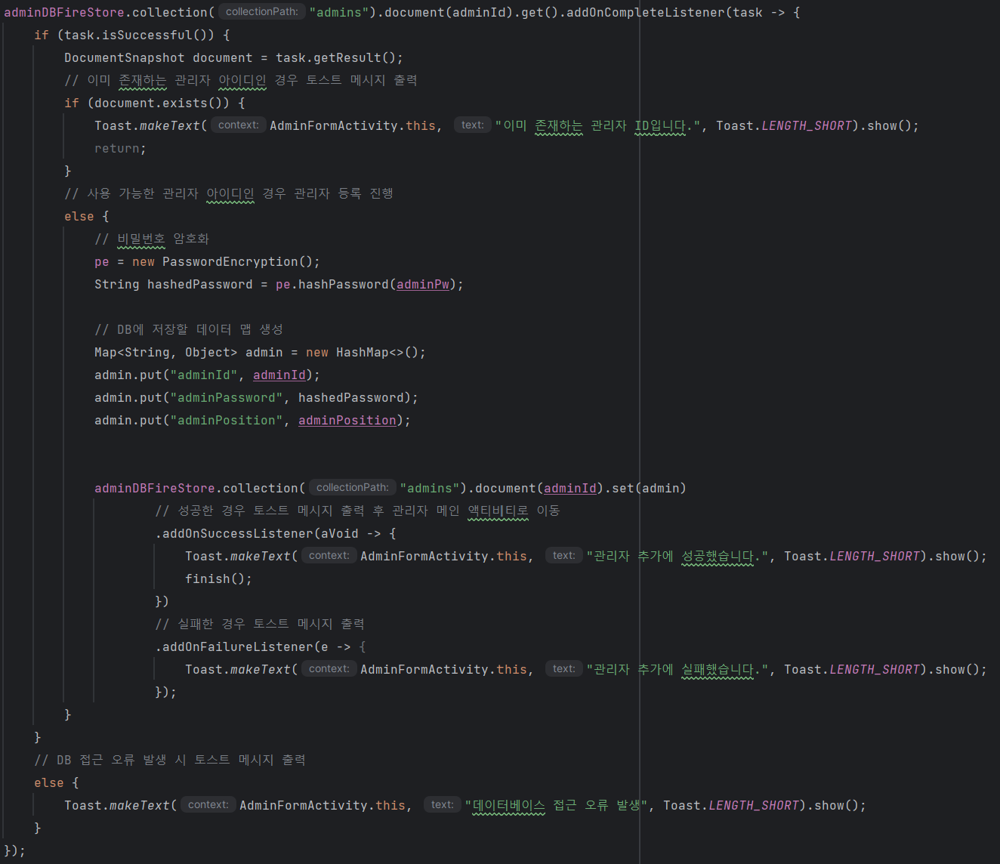 adminDBFireStore.collection( collectionPath: "admins").document(adminId).get().addOnCompleteListener(task -> {
    if (task.isSuccessful()) {
        DocumentSnapshot document = task.getResult();
        // 이미 존재하는 관리자 아이디인 경우 토스트 메시지 출력
        if (document.exists()) {
            Toast.makeText( context: AdminFormActivity.this, text: "이미 존재하는 관리자 ID입니다.", Toast.LENGTH_SHORT).show();
            return;
        }
        // 사용 가능한 관리자 아이디인 경우 관리자 등록 진행
        else {
            // 비밀번호 암호화
            pe = new PasswordEncryption();
            String hashedPassword = pe.hashPassword(adminPw);
            // DB에 저장할 데이터 맵 생성
            Map<String, Object> admin = new HashMap<>();
            admin.put("adminId", adminId);
            admin.put("adminPassword", hashedPassword);
            admin.put("adminPosition", adminPosition);
            adminDBFireStore.collection( collectionPath: "admins").document(adminId).set(admin)
                    // 성공한 경우 토스트 메시지 출력 후 관리자 메인 액티비티로 이동
                    .addOnSuccessListener(aVoid -> {
                        Toast.makeText( context: AdminFormActivity.this, text: "관리자 추가에 성공했습니다.", Toast.LENGTH_SHORT).show();
                        finish();
                    })
                    // 실패한 경우 토스트 메시지 출력
                    .addOnFailureListener(e -> {
                        Toast.makeText( context: AdminFormActivity.this, text: "관리자 추가에 실패했습니다.", Toast.LENGTH_SHORT).show();
                    });
        }
    }
    // DB 접근 오류 발생 시 토스트 메시지 출력
    else {
        Toast.makeText( context: AdminFormActivity.this, text: "데이터베이스 접근 오류 발생", Toast.LENGTH_SHORT).show();
    }
});